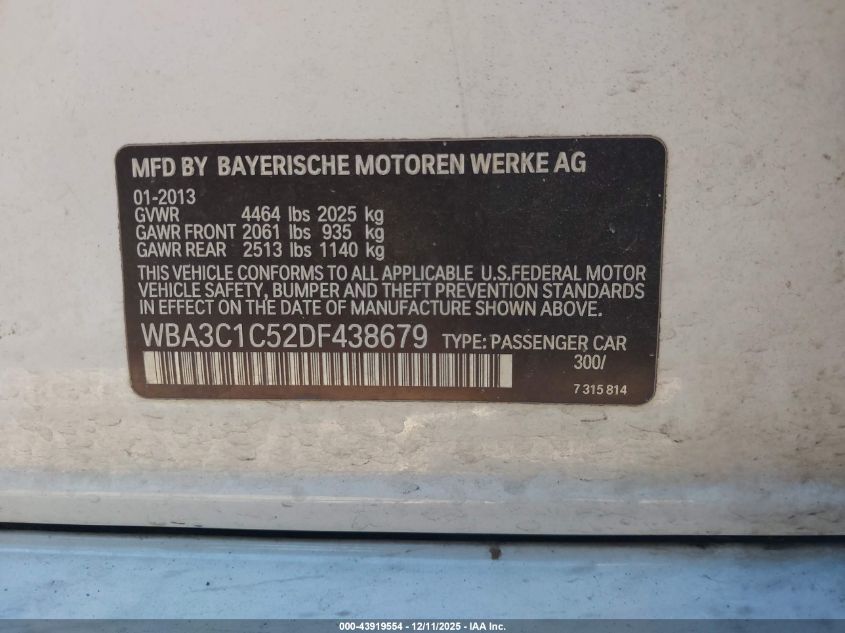 MFD BY BAYERISCHE MOTOREN WERKE AG
01-2013
GVWR 4464 lbs 2025 kg
GAWR FRONT 2061 lbs 935 kg
GAWR REAR 2513 lbs 1140 kg
THIS VEHICLE CONFORMS TO ALL APPLICABLE U.S.FEDERAL MOTOR
VEHICLE SAFETY, BUMPER AND THEFT PREVENTION STANDARDS
IN EFFECT ON THE DATE OF MANUFACTURE SHOWN ABOVE.
WBA3C1C52DF438679 TYPE: PASSENGER CAR
300/
7 315 814
000-43919554 - 12/11/2025 - IAA Inc.